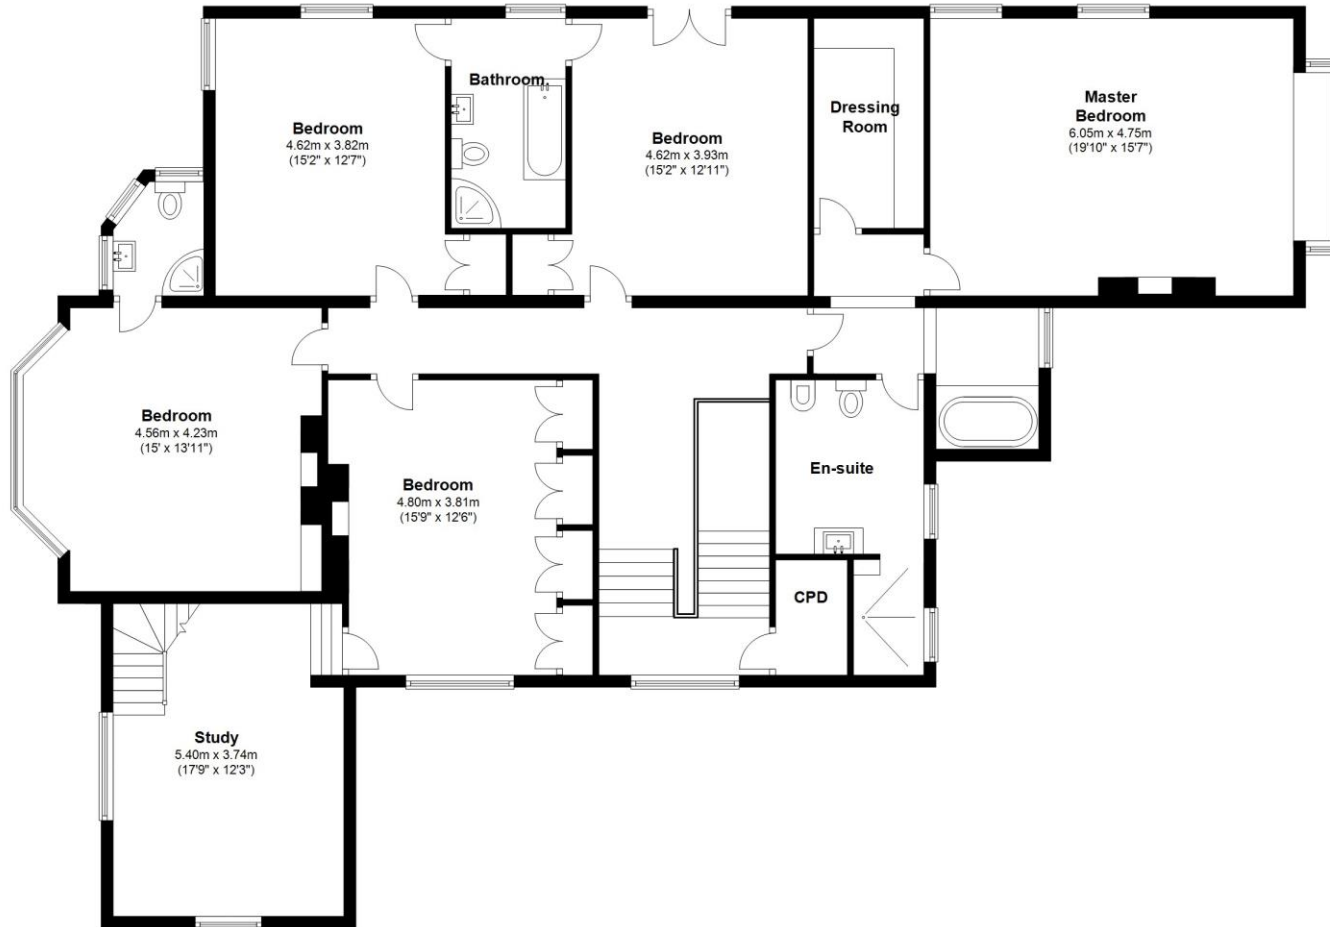 Bedroom
4.62m x 3.82m
(15'2" x 12'7")
Bathroom
Bedroom
4.62m x 3.93m
(15'2" x 12'11")
Dressing
Room
Master
Bedroom
6.05m x 4.75m
(19'10" x 15'7")
Bedroom
4.56m x 4.23m
(15' x 13'11")
Bedroom
4.80m x 3.81m
(15'9" x 12'6")
En-suite
CPD
Study
5.40m x 3.74m
(17'9" x 12'3")